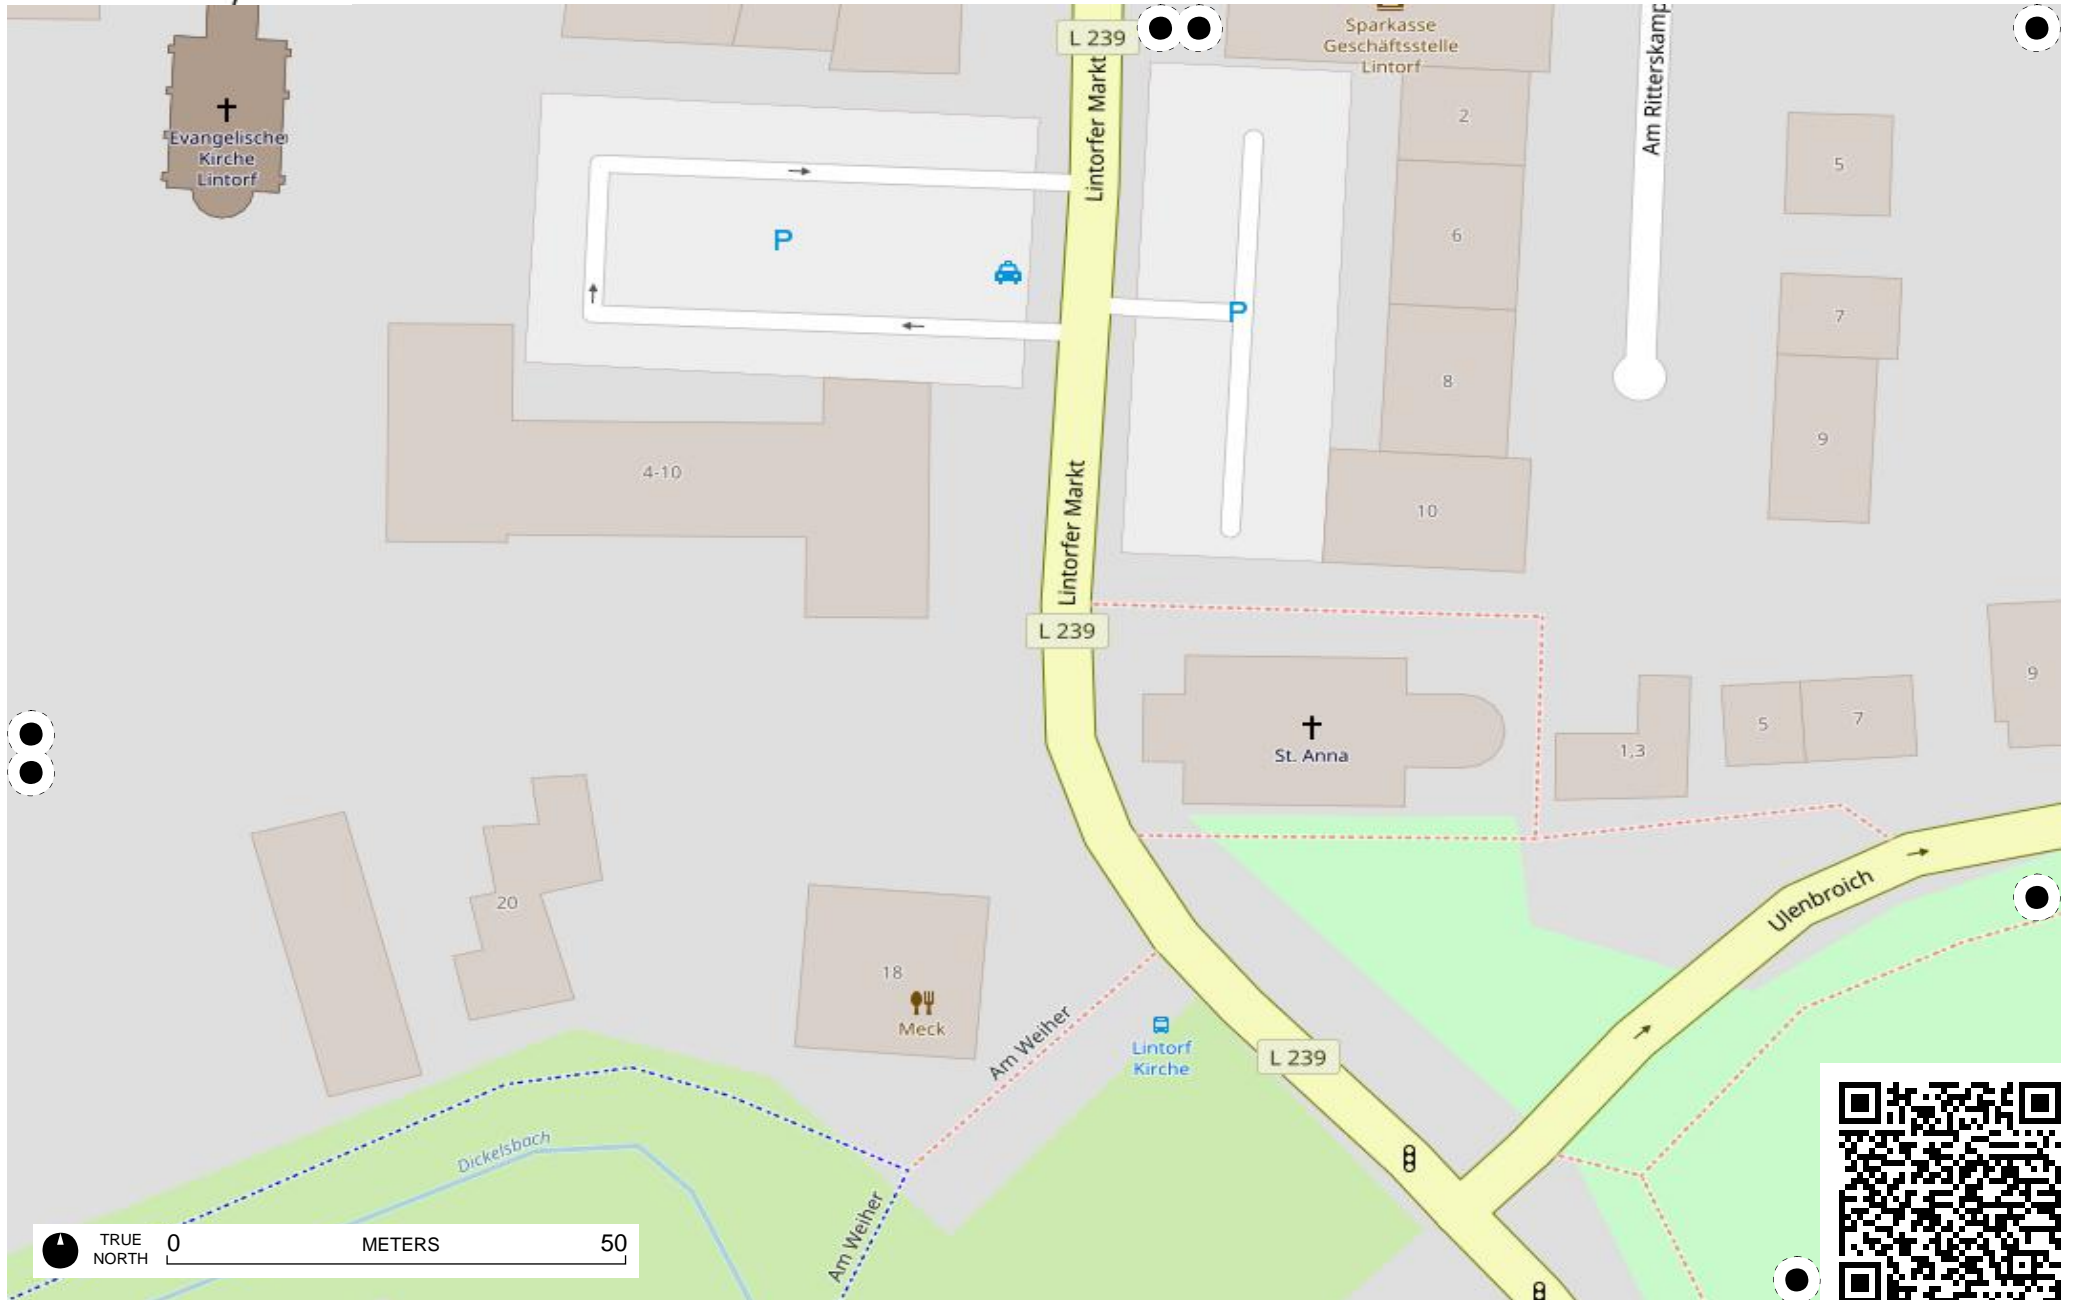 L 239
Sparkasse
Geschäftsstelle
Lintorf
Am Ritterskamp
Lintorfer Markt
2
Evangelische
Kirche
Lintorf
5
P
6
P
7
8
9
4-10
10
Lintorfer Markt
L 239
9
St. Anna
1,3
5
7
Ulenbroich
20
18
Meck
Am Weiher
Lintorf
Kirche
L 239
Dickelsbach
Am Weiher
TRUE
NORTH
0 METERS 50